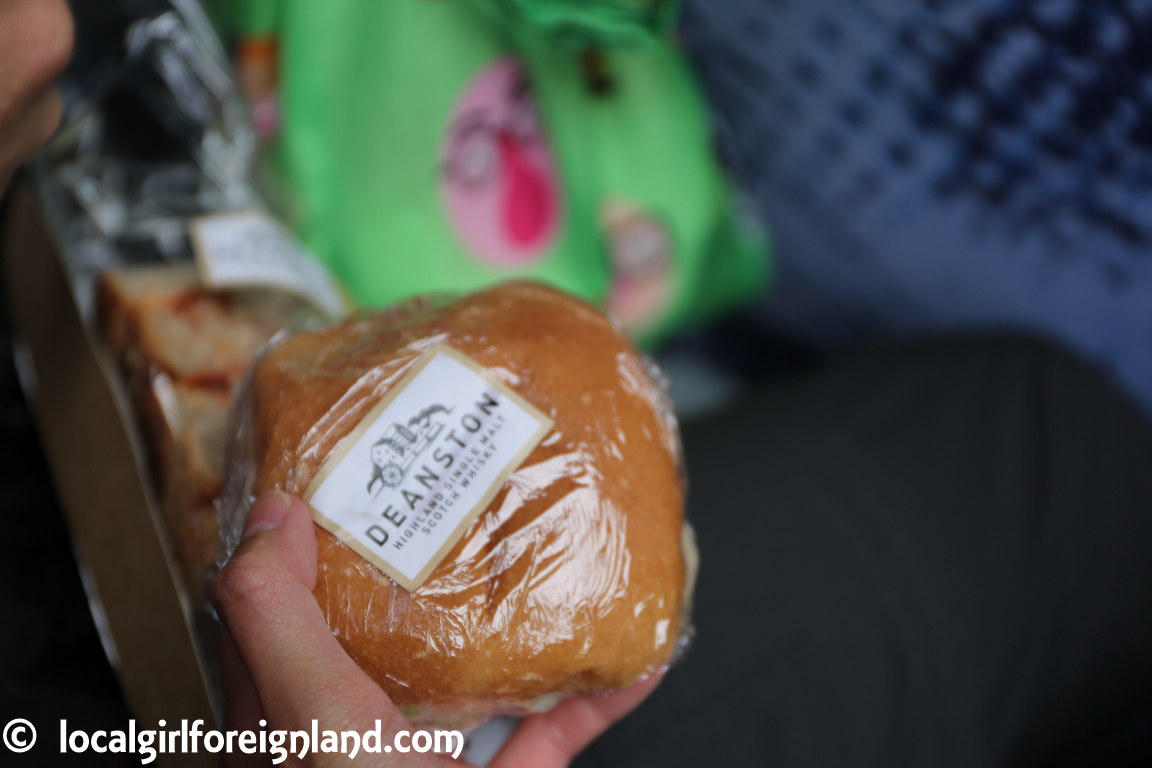 DEANSTON
HIGHLAND SINGLE MALT
SCOTCH WHISKY
© localgirlforeignland.com